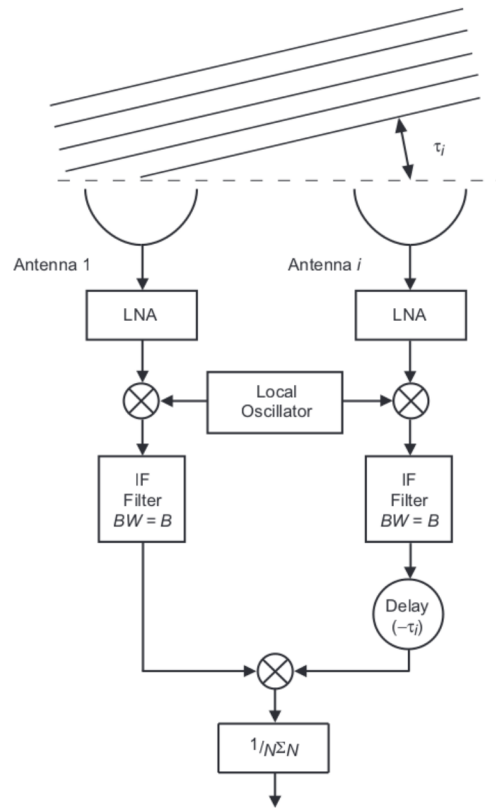 τi
Antenna 1
Antenna i
LNA
LNA
Local
Oscillator
IF
Filter
BW = B
IF
Filter
BW = B
Delay
(–τi)
1/NΣN